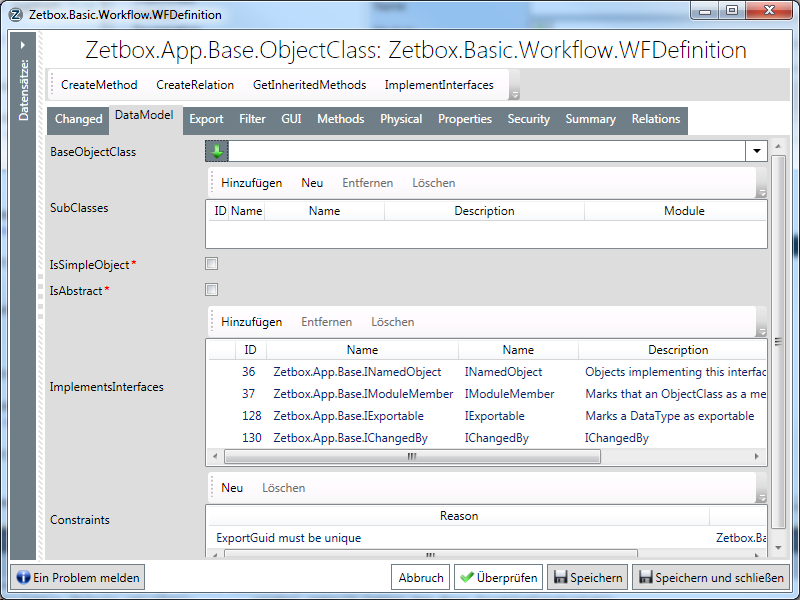 Zetbox.Basic.Workflow.WFDefinition
Datensätze:
Zetbox.App.Base.ObjectClass: Zetbox.Basic.Workflow.WFDefinition
CreateMethod CreateRelation GetInheritedMethods ImplementInterfaces
Changed DataModel Export Filter GUI Methods Physical Properties Security Summary Relations
BaseObjectClass
Hinzufügen Neu Entfernen Löschen
SubClasses
ID Name Name Description Module
IsSimpleObject *
IsAbstract *
Hinzufügen Entfernen Löschen
ImplementsInterfaces
ID Name Name Description
36 Zetbox.App.Base.INamedObject INamedObject Objects implementing this interfac
37 Zetbox.App.Base.IModuleMember IModuleMember Marks that an ObjectClass as a me
128 Zetbox.App.Base.IExportable IExportable Marks a DataType as exportable
130 Zetbox.App.Base.IChangedBy IChangedBy IChangedBy
Neu Löschen
Constraints
Reason
ExportGuid must be unique Zetbox.Ba
Ein Problem melden Abbruch Überprüfen Speichern Speichern und schließen